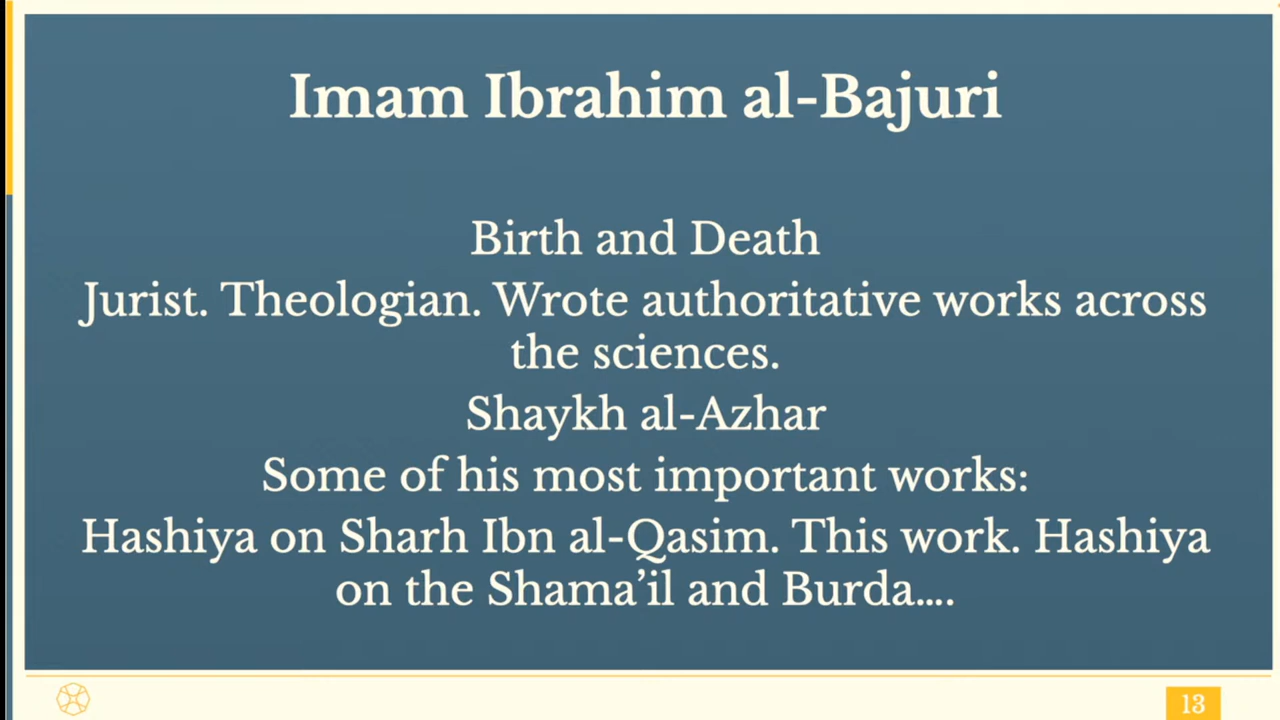 Imam Ibrahim al-Bajuri
Birth and Death
Jurist. Theologian. Wrote authoritative works across
the sciences.
Shaykh al-Azhar
Some of his most important works:
Hashiya on Sharh Ibn al-Qasim. This work. Hashiya
on the Shama’il and Burda….
13